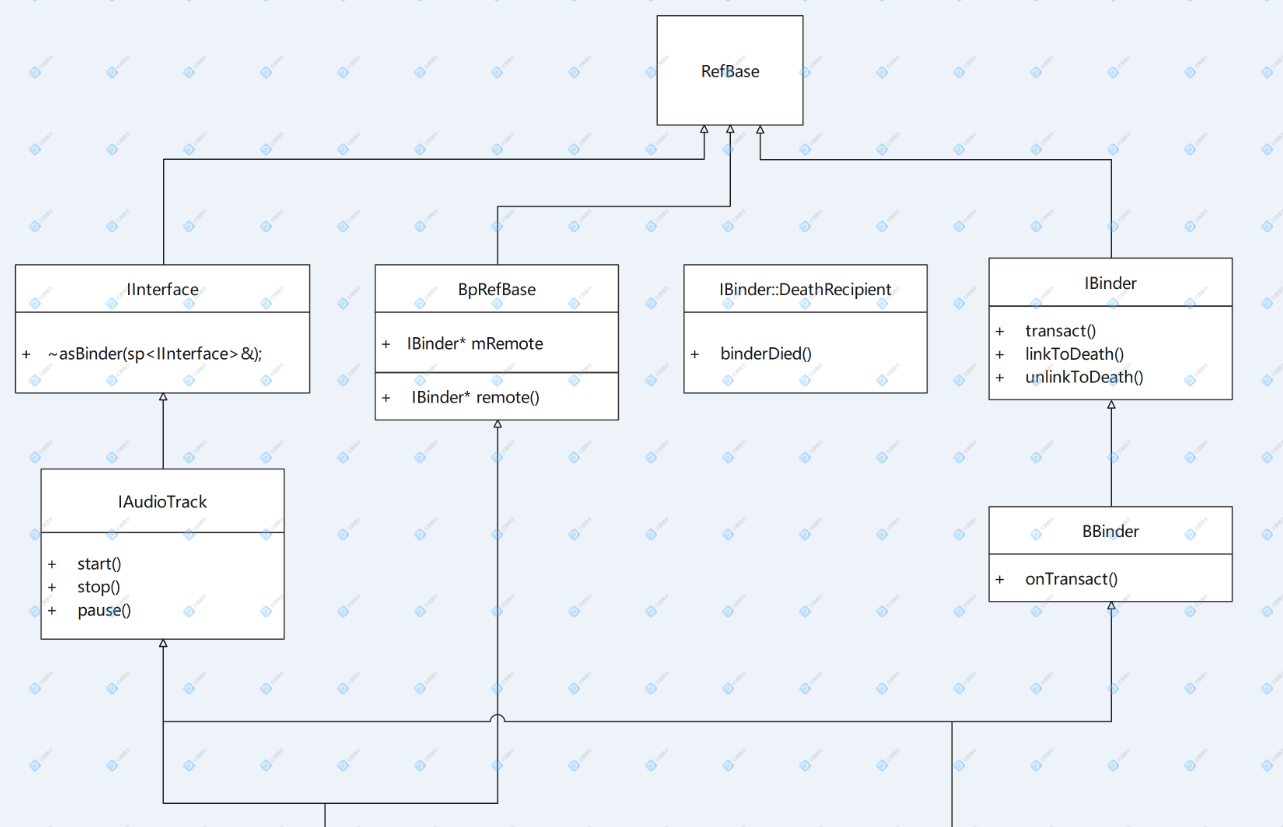 RefBase
IInterface
+ ~asBinder(sp<IInterface>&);
BpRefBase
+ IBinder* mRemote
+ IBinder* remote()
IBinder::DeathRecipient
+ binderDied()
IBinder
+ transact()
+ linkToDeath()
+ unlinkToDeath()
IAudioTrack
+ start()
+ stop()
+ pause()
BBinder
+ onTransact()